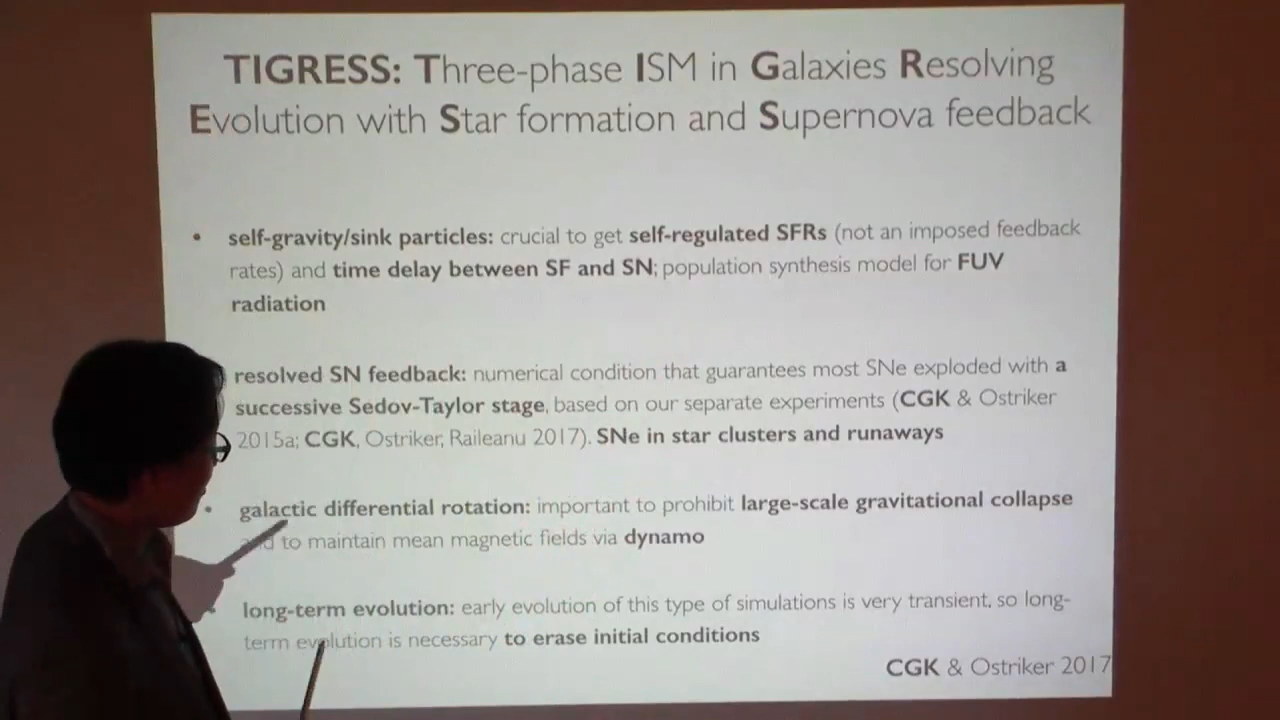 TIGRESS: Three-phase ISM in Galaxies Resolving
Evolution with Star formation and Supernova feedback
• self-gravity/sink particles: crucial to get self-regulated SFRs (not an imposed feedback
rates) and time delay between SF and SN; population synthesis model for FUV
radiation
resolved SN feedback: numerical condition that guarantees most SNe exploded with a
successive Sedov-Taylor stage, based on our separate experiments (CGK & Ostriker
2015a; CGK, Ostriker, Raileanu 2017). SNe in star clusters and runaways
• galactic differential rotation: important to prohibit large-scale gravitational collapse
and to maintain mean magnetic fields via dynamo
long-term evolution: early evolution of this type of simulations is very transient, so long-
term evolution is necessary to erase initial conditions
CGK & Ostriker 2017